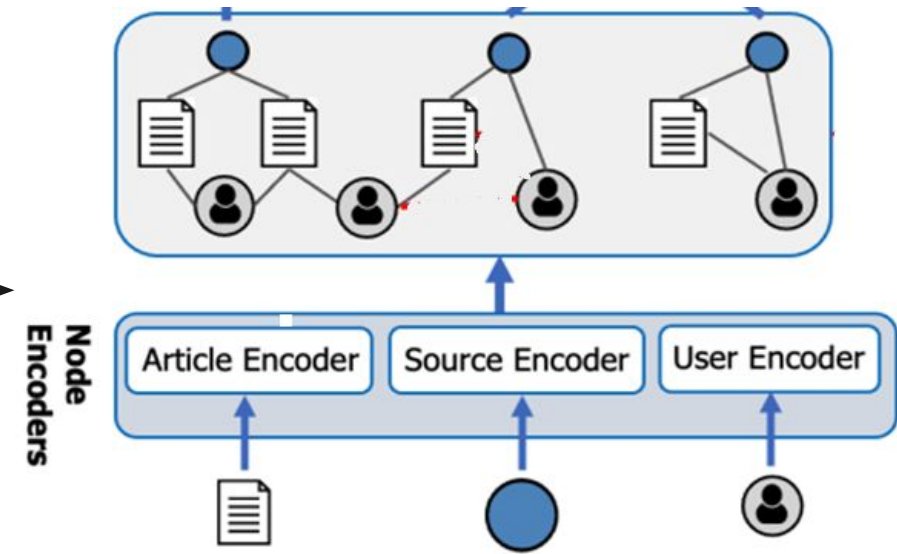 Node
Encoders
Article Encoder
Source Encoder
User Encoder